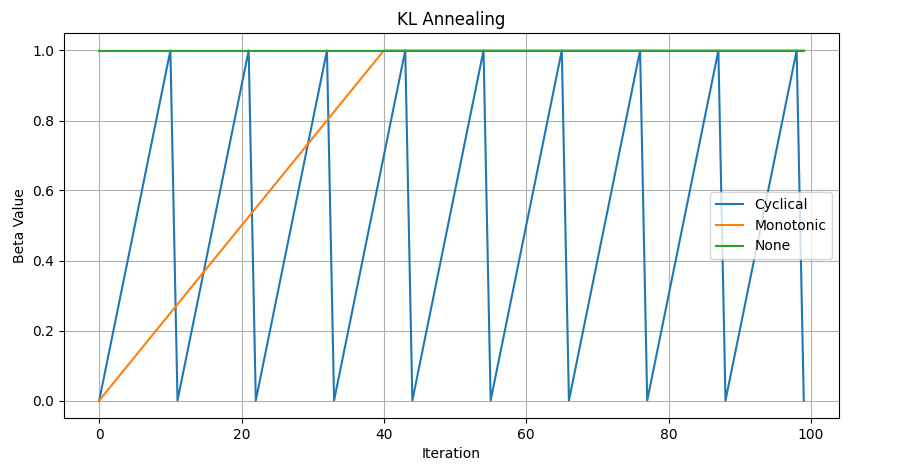 KL Annealing
1.0
0.8
0.6
0.4
0.2
0.0
Beta Value
Cyclical
Monotonic
None
0 20 40 60 80 100
Iteration